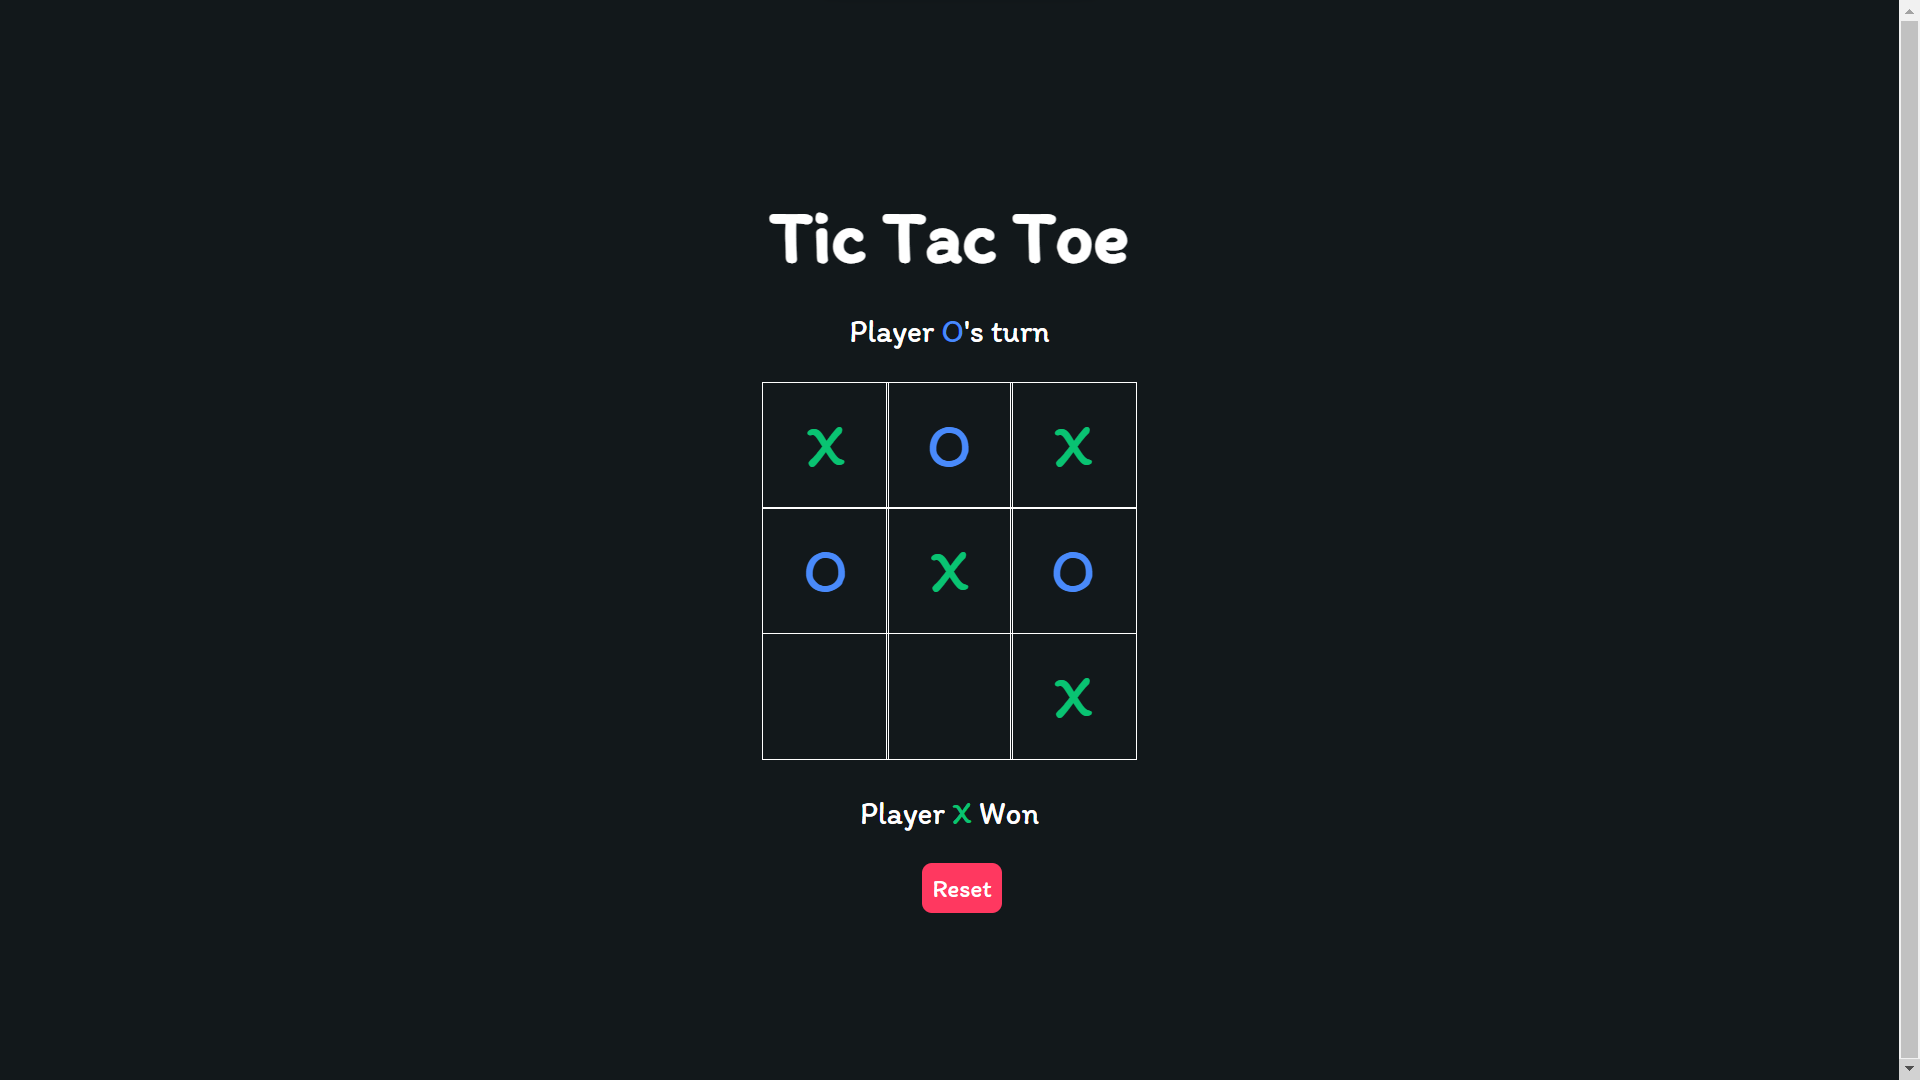 Tic Tac Toe
Player O's turn
X O X
O X O
X
Player X Won
Reset